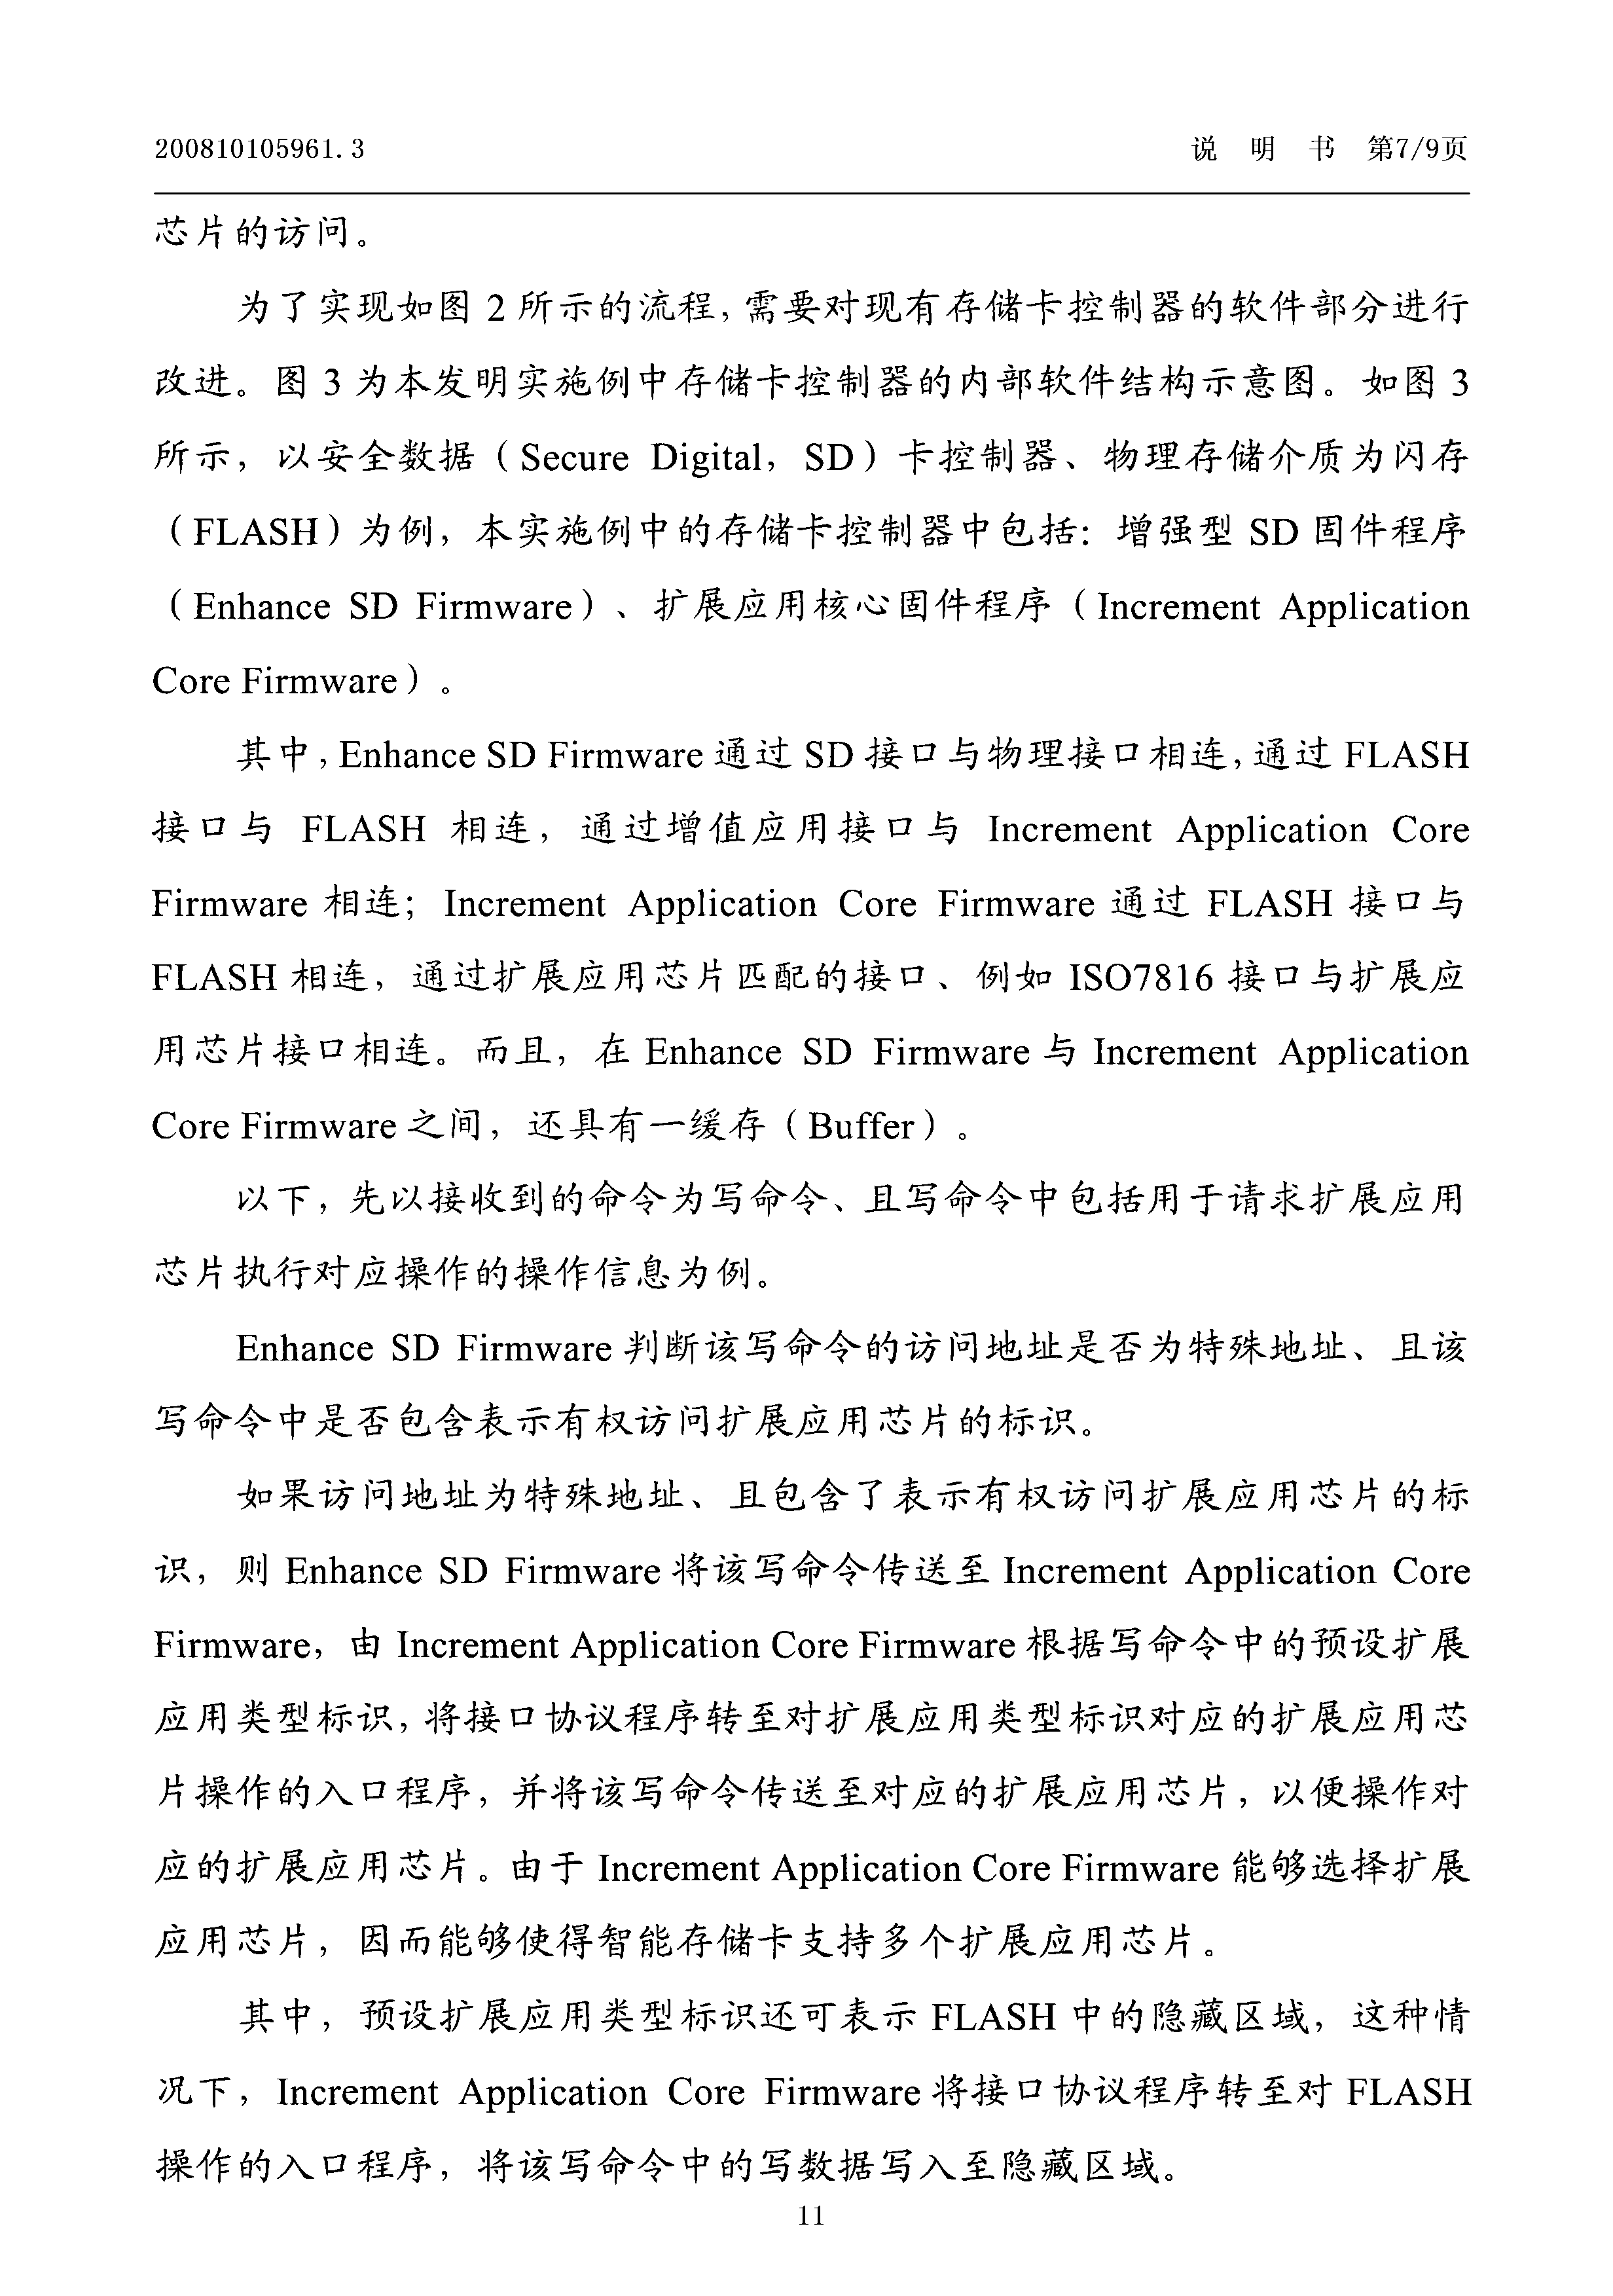 200810105961.3 说 明 书 第7/9页
芯片的访问。
为了实现如图 2 所示的流程，需要对现有存储卡控制器的软件部分进行
改进。图 3 为本发明实施例中存储卡控制器的内部软件结构示意图。如图 3
所示，以安全数据（Secure Digital，SD）卡控制器、物理存储介质为闪存
（FLASH）为例，本实施例中的存储卡控制器中包括：增强型 SD 固件程序
（Enhance SD Firmware）、扩展应用核心固件程序（Increment Application
Core Firmware）。
其中，Enhance SD Firmware 通过 SD 接口与物理接口相连，通过 FLASH
接口与 FLASH 相连，通过增值应用接口与 Increment Application Core
Firmware 相连；Increment Application Core Firmware 通过 FLASH 接口与
FLASH 相连，通过扩展应用芯片匹配的接口、例如 ISO7816 接口与扩展应
用芯片接口相连。而且，在 Enhance SD Firmware 与 Increment Application
Core Firmware 之间，还具有一缓存（Buffer）。
以下，先以接收到的命令为写命令、且写命令中包括用于请求扩展应用
芯片执行对应操作的操作信息为例。
Enhance SD Firmware 判断该写命令的访问地址是否为特殊地址、且该
写命令中是否包含表示有权访问扩展应用芯片的标识。
如果访问地址为特殊地址、且包含了表示有权访问扩展应用芯片的标
识，则 Enhance SD Firmware 将该写命令传送至 Increment Application Core
Firmware，由 Increment Application Core Firmware 根据写命令中的预设扩展
应用类型标识，将接口协议程序转至对扩展应用类型标识对应的扩展应用芯
片操作的入口程序，并将该写命令传送至对应的扩展应用芯片，以便操作对
应的扩展应用芯片。由于 Increment Application Core Firmware 能够选择扩展
应用芯片，因而能够使得智能存储卡支持多个扩展应用芯片。
其中，预设扩展应用类型标识还可表示 FLASH 中的隐藏区域，这种情
况下，Increment Application Core Firmware 将接口协议程序转至对 FLASH
操作的入口程序，将该写命令中的写数据写入至隐藏区域。
11